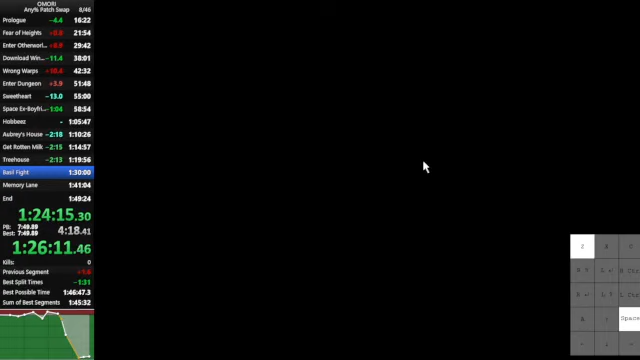 OMORI
Any% Patch Swap 8/46
Prologue −4.4 16:22
Fear of Heights +0.8 21:54
Enter Otherworl... 29:42
Download Win... −11.4 38:01
Wrong Warps +10.6 42:32
Enter Dungeon +3.9 51:48
Sweetheart −13.0 55:00
Space Ex-Boyfri... −1:04 58:54
Hobbeez - 1:05:47
Aubrey's House −2:18 1:10:26
Get Rotten Milk −2:15 1:14:57
Treehouse −2:13 1:19:56
Basil Fight 1:30:00
Memory Lane 1:41:04
End 1:49:24
1:24:15.30
PB: 7:49.89
Best: 7:49.89
4:18.41
1:26:11.46
Kills: 0
Previous Segment +1.6
Best Split Times −1:31
Best Possible Time 1:46:47.3
Sum of Best Segments 1:45:32
Z
Space